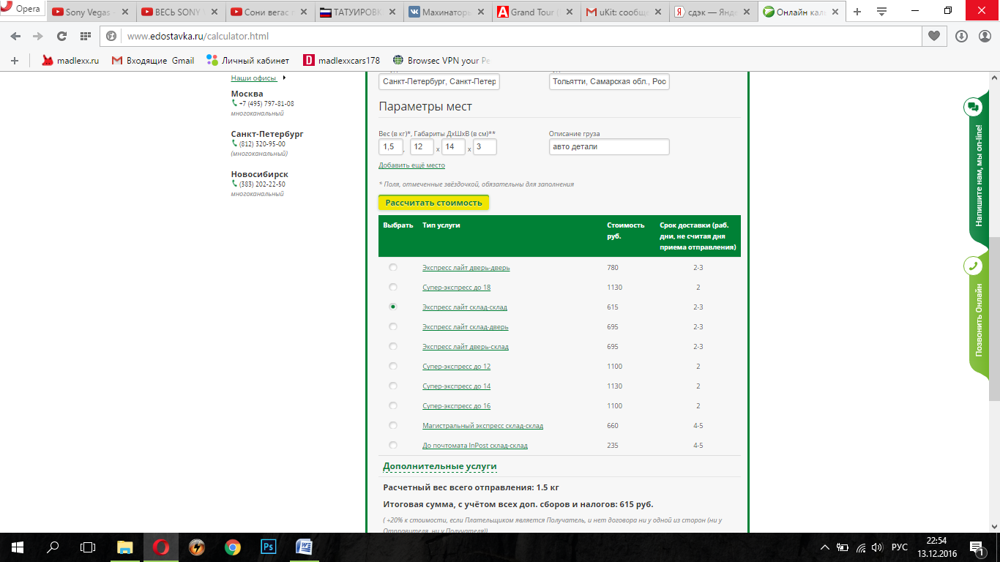 Opera
Sony Vegas
ВЕСЬ SONY
Сони вегас
ТАТУИРОВК
Махинаторы
Grand Tour
uKit: сообще
сдэк — Янд
Онлайн каль
www.edostavka.ru/calculator.html
madlexx.ru
Входящие Gmail
Личный кабинет
madlexxcars178
Browsec VPN your Pe
Наши офисы
Москва
+7 (495) 797-81-08
многоканальный
Санкт-Петербург
(812) 320-95-00
(многоканальный)
Новосибирск
(383) 202-22-50
многоканальный
Санкт-Петербург, Санкт-Петер
Тольятти, Самарская обл., Рос
Параметры мест
Вес (в кг)*, Габариты ДхШхВ (в см)**
Описание груза
1,5 , 12 x 14 x 3
авто детали
Добавить ещё место
* Поля, отмеченные звёздочкой, обязательны для заполнения
Рассчитать стоимость
Выбрать Тип услуги Стоимость руб. Срок доставки (раб. дни, не считая дня приема отправления)
Экспресс лайт дверь-дверь 780 2-3
Супер-экспресс до 18 1130 2
Экспресс лайт склад-склад 615 2-3
Экспресс лайт склад-дверь 695 2-3
Экспресс лайт дверь-склад 695 2-3
Супер-экспресс до 12 1100 2
Супер-экспресс до 14 1130 2
Супер-экспресс до 16 1100 2
Магистральный экспресс склад-склад 660 4-5
До почтомата InPost склад-склад 235 4-5
Дополнительные услуги
Расчетный вес всего отправления: 1.5 кг
Итоговая сумма, с учётом всех доп. сборов и налогов: 615 руб.
( +20% к стоимости, если Плательщиком является Получатель, и нет договора ни у одной из сторон (ни у
Отправителя, ни у Получателя))
Напишите нам, мы on-line!
Позвонить Онлайн
РУС
22:54
13.12.2016
1